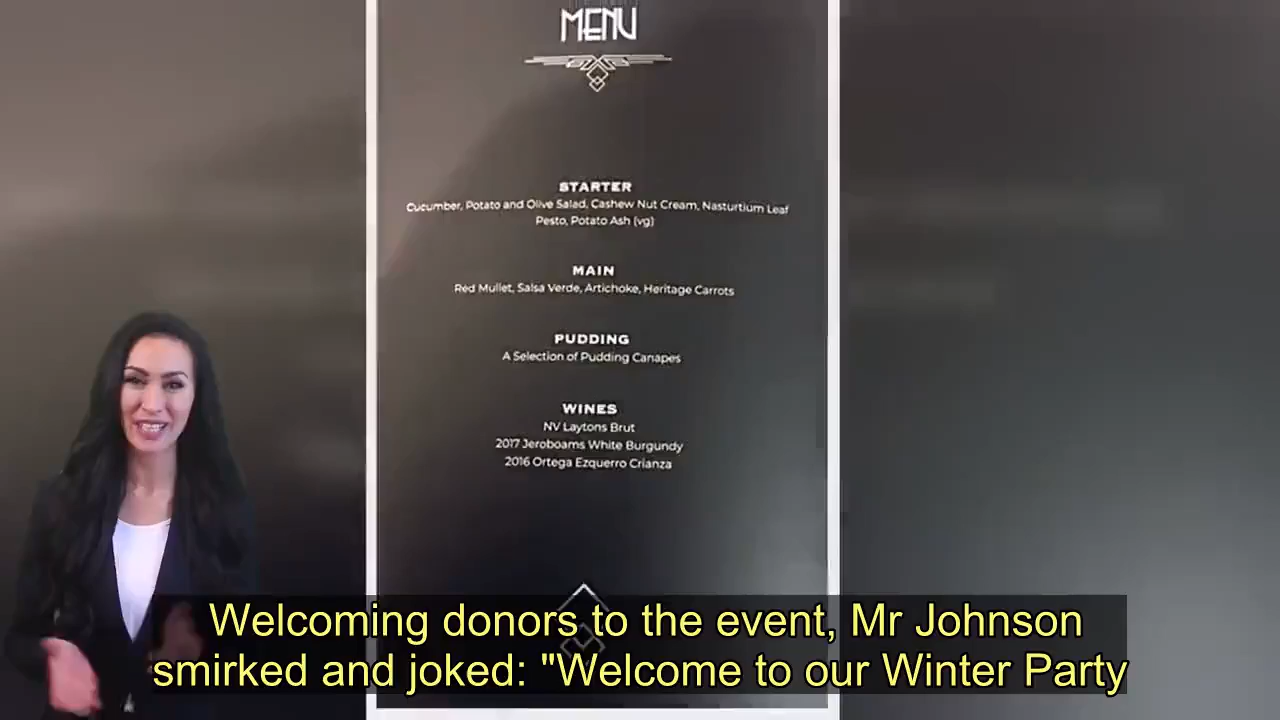 MENU
STARTER
Cucumber, Potato and Olive Salad, Cashew Nut Cream, Nasturtium Leaf
Pesto, Potato Ash (vg)
MAIN
Red Mullet, Salsa Verde, Artichoke, Heritage Carrots
PUDDING
A Selection of Pudding Canapes
WINES
NV Laytons Brut
2017 Jeroboams White Burgundy
2016 Ortega Ezquerro Crianza
Welcoming donors to the event, Mr Johnson
smirked and joked: "Welcome to our Winter Party